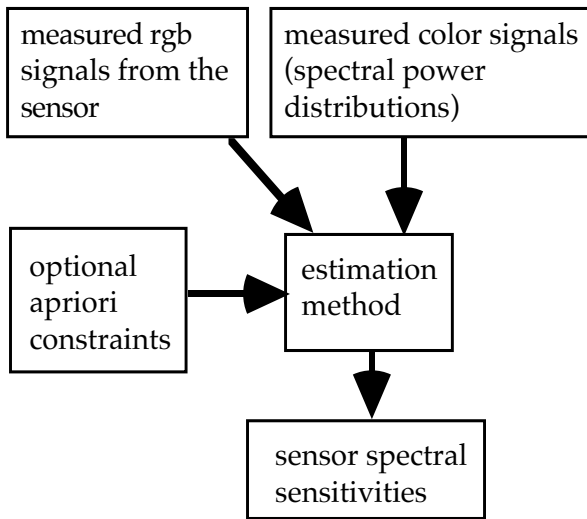 measured rgb
signals from the
sensor
measured color signals
(spectral power
distributions)
optional
apriori
constraints
estimation
method
sensor spectral
sensitivities